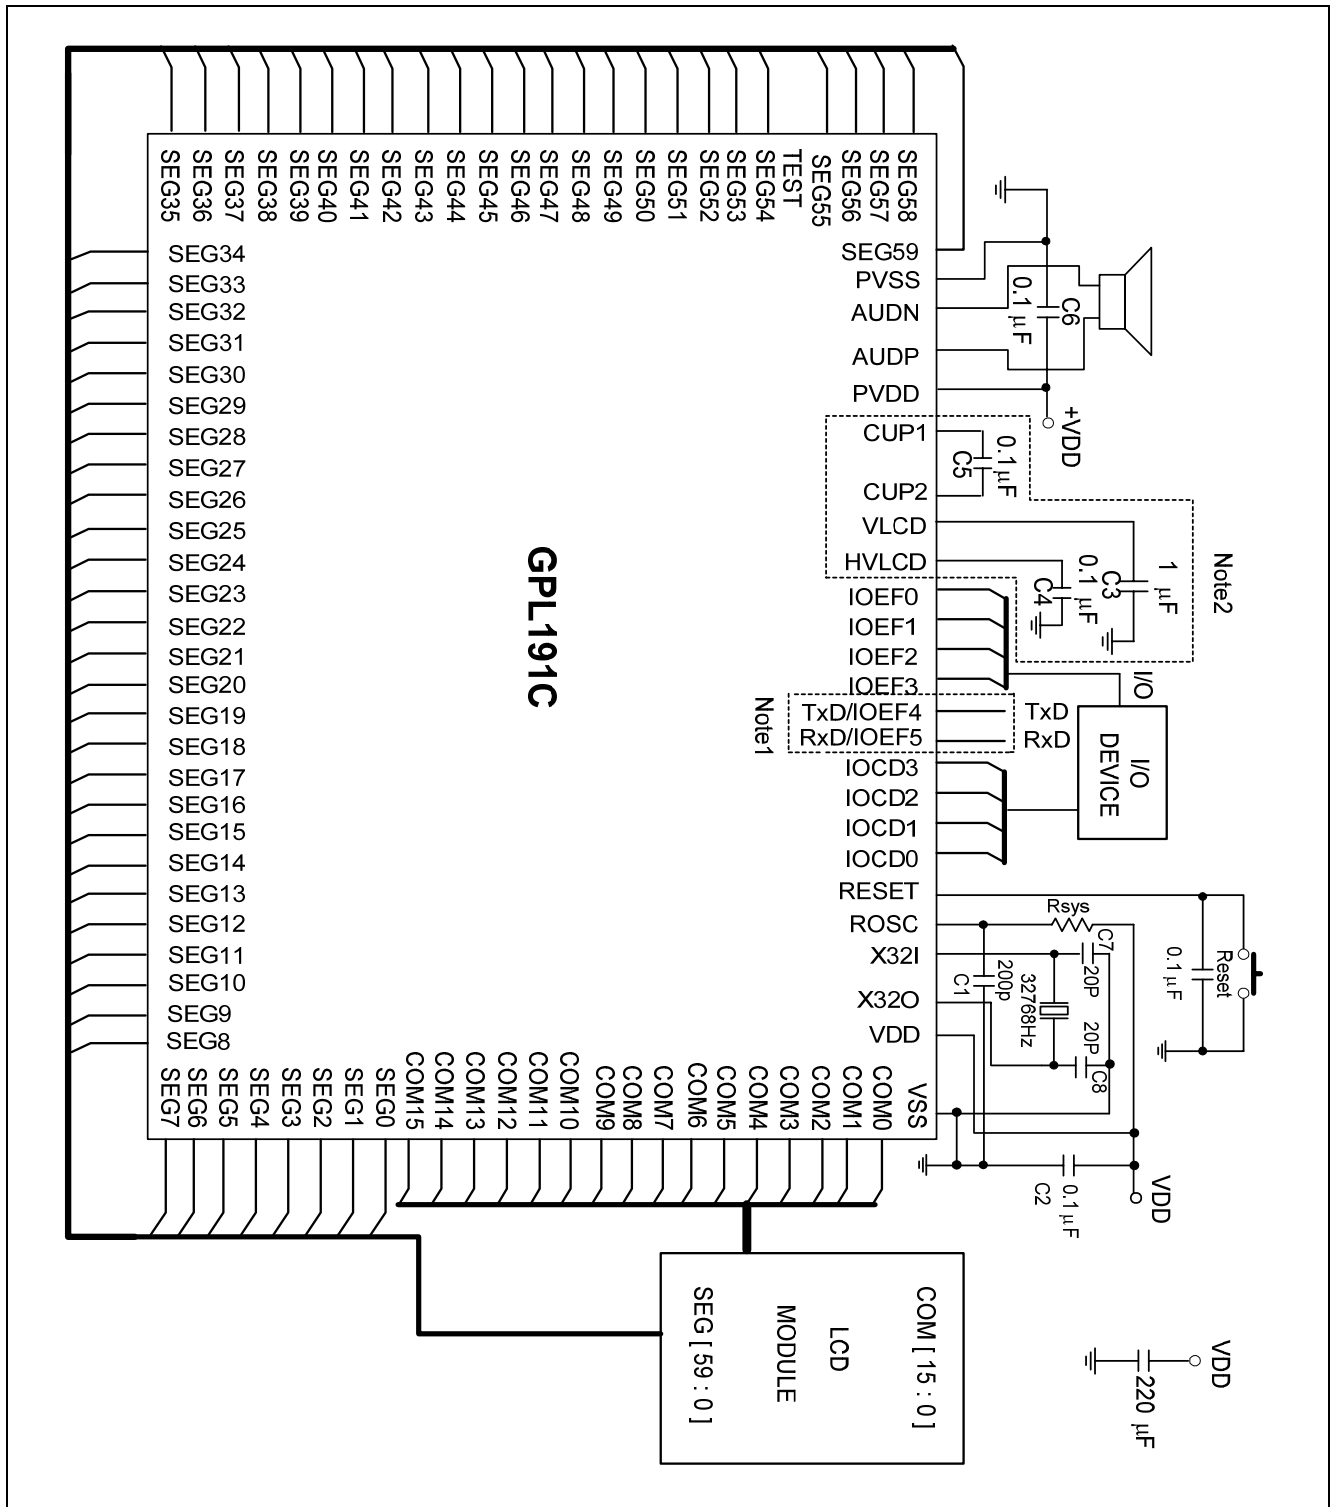 SEG35
SEG36
SEG37
SEG38
SEG39
SEG40
SEG41
SEG42
SEG43
SEG44
SEG45
SEG46
SEG47
SEG48
SEG49
SEG50
SEG51
SEG52
SEG53
SEG54
TEST
SEG55
SEG56
SEG57
SEG58
SEG34
SEG33
SEG32
SEG31
SEG30
SEG29
SEG28
SEG27
SEG26
SEG25
SEG24
SEG23
SEG22
SEG21
SEG20
SEG19
SEG18
SEG17
SEG16
SEG15
SEG14
SEG13
SEG12
SEG11
SEG10
SEG9
SEG8
GPL191C
SEG59
PVSS
AUDN
AUDP
PVDD
CUP1
CUP2
VLCD
HVLCD
IOEF0
IOEF1
IOEF2
IOEF3
TxD/IOEF4
RxD/IOEF5
IOCD3
IOCD2
IOCD1
IOCD0
RESET
ROSC
X32I
X32O
VDD
SEG7
SEG6
SEG5
SEG4
SEG3
SEG2
SEG1
SEG0
COM15
COM14
COM13
COM12
COM11
COM10
COM9
COM8
COM7
COM6
COM5
COM4
COM3
COM2
COM1
COM0
VSS
C6
0.1 μF
+VDD
0.1 μF
C5
Note2
1 μF
C3
0.1 μF
C4
I/O
I/O
DEVICE
TxD
RxD
Note1
Rsys
C7
20P
200p
C1
32768Hz
20P
C8
Reset
0.1 μF
VDD
0.1 μF
C2
COM [ 15 : 0 ]
LCD
MODULE
SEG [ 59 : 0 ]
VDD
220 μF